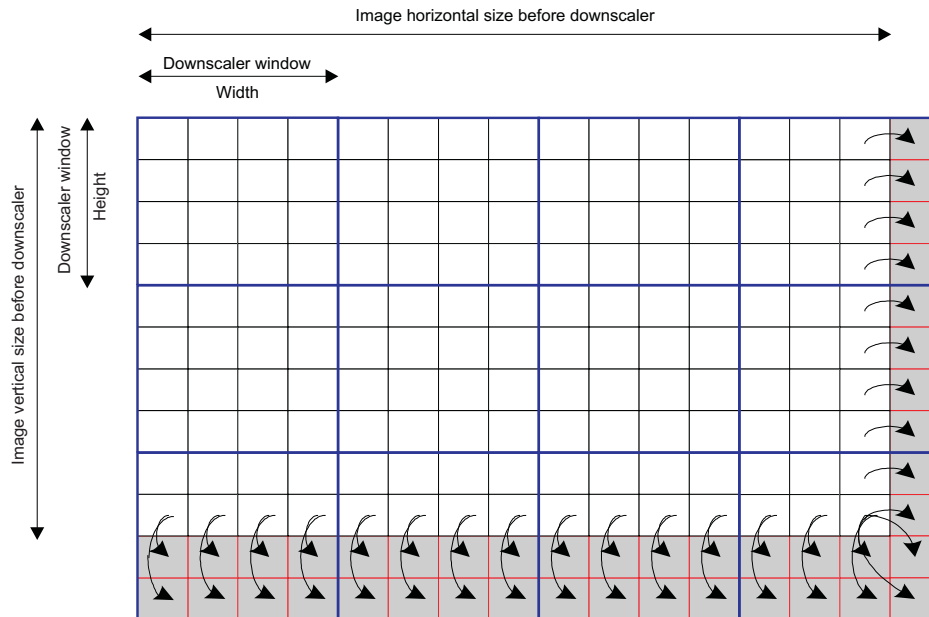 Image horizontal size before downscaler
Downscaler window
Width
Image vertical size before downscaler
Downscaler window
Height